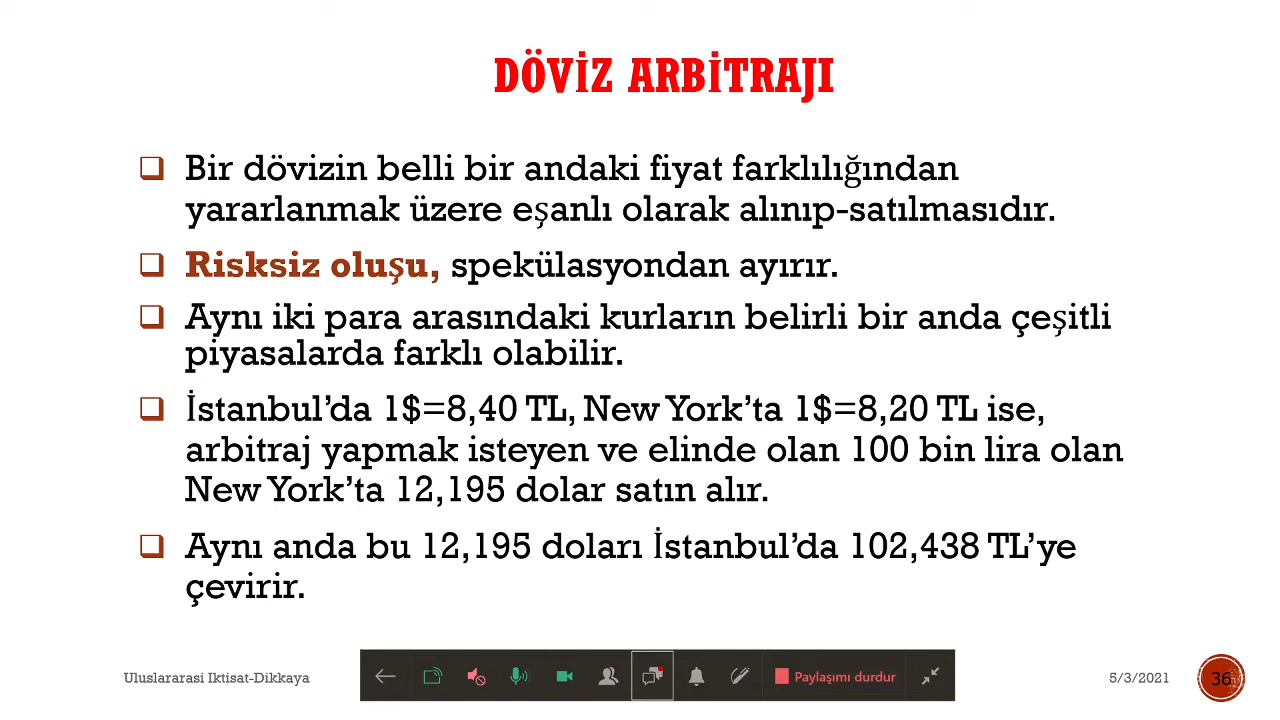 DÖVİZ ARBİTRAJI
Bir dövizin belli bir andaki fiyat farklılığından
yararlanmak üzere eşanlı olarak alınıp-satılmasıdır.
Risksiz oluşu, spekülasyondan ayırır.
Aynı iki para arasındaki kurların belirli bir anda çeşitli
piyasalarda farklı olabilir.
İstanbul’da 1$=8,40 TL, New York’ta 1$=8,20 TL ise,
arbitraj yapmak isteyen ve elinde olan 100 bin lira olan
New York’ta 12,195 dolar satın alır.
Aynı anda bu 12,195 doları İstanbul’da 102,438 TL’ye
çevirir.
Uluslararasi Iktisat-Dikkaya
Paylaşımı durdur
5/3/2021
36